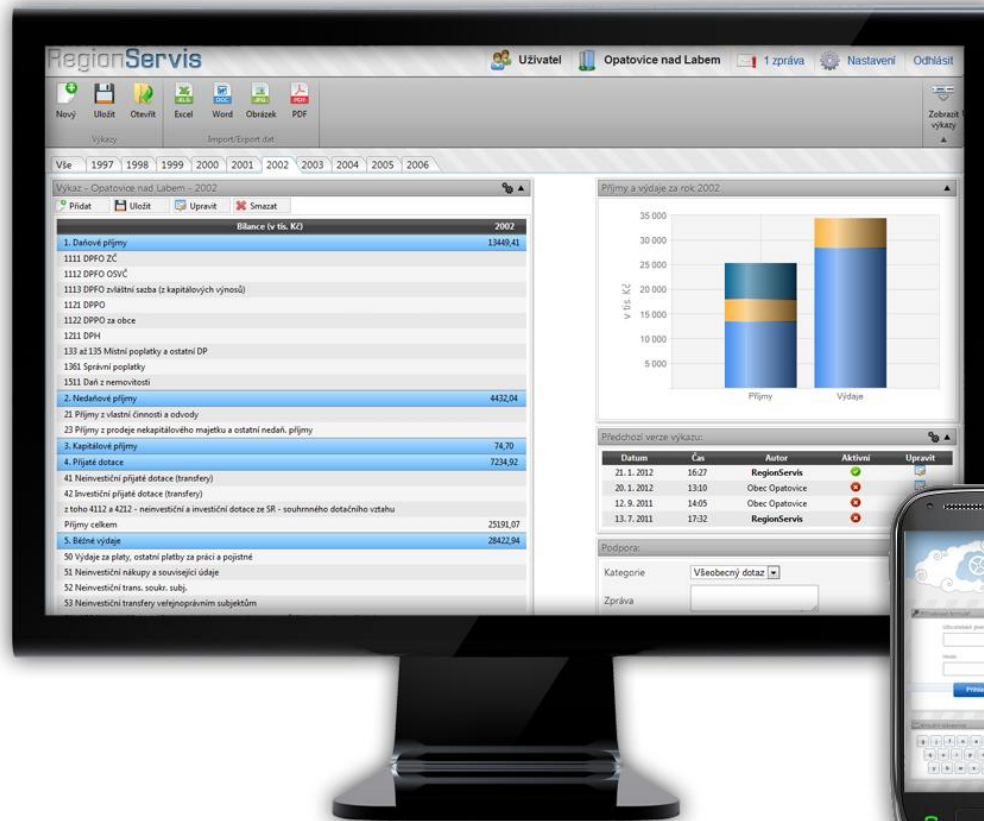 RegionServis
Uživatel Opatovice nad Labem 1 zpráva Nastavení Odhlásit
Nový Uložit Otevřít Excel Word Obrázek PDF Zobrazit výkazy
Výkazy Import/Export dat
Vše 1997 1998 1999 2000 2001 2002 2003 2004 2005 2006
Výkaz - Opatovice nad Labem - 2002
Přidat Uložit Upravit Smazat
Bilance (v tis. Kč) 2002
1. Daňové příjmy 13449,41
1111 DPFO ZČ
1112 DPFO OSVČ
1113 DPFO zvláštní sazba (z kapitálových výnosů)
1121 DPPO
1122 DPPO za obce
1211 DPH
133 až 135 Místní poplatky a ostatní DP
1361 Správní poplatky
1511 Daň z nemovitosti
2. Nedaňové příjmy 4432,04
21 Příjmy z vlastní činnosti a odvody
23 Příjmy z prodeje nekapitálového majetku a ostatní nedaň. příjmy
3. Kapitálové příjmy 74,70
4. Přijaté dotace 7234,92
41 Neinvestiční přijaté dotace (transfery)
42 Investiční přijaté dotace (transfery)
z toho 4112 a 4212 - neinvestiční a investiční dotace ze SR - souhrnného dotačního vztahu
Příjmy celkem 25191,07
5. Běžné výdaje 28422,94
50 Výdaje za platy, ostatní platby za práci a pojistné
51 Neinvestiční nákupy a související údaje
52 Neinvestiční trans. soukr. subj.
53 Neinvestiční transfery veřejnoprávním subjektům
Příjmy a výdaje za rok 2002
35 000
30 000
25 000
20 000
15 000
10 000
5 000
v tis. Kč
Příjmy Výdaje
Předchozí verze výkazu:
Datum Čas Autor Aktivní Upravit
21. 1. 2012 16:27 RegionServis
20. 1. 2012 13:10 Obec Opatovice
12. 9. 2011 14:05 Obec Opatovice
13. 7. 2011 17:32 RegionServis
Podpora:
Kategorie Všeobecný dotaz
Zpráva